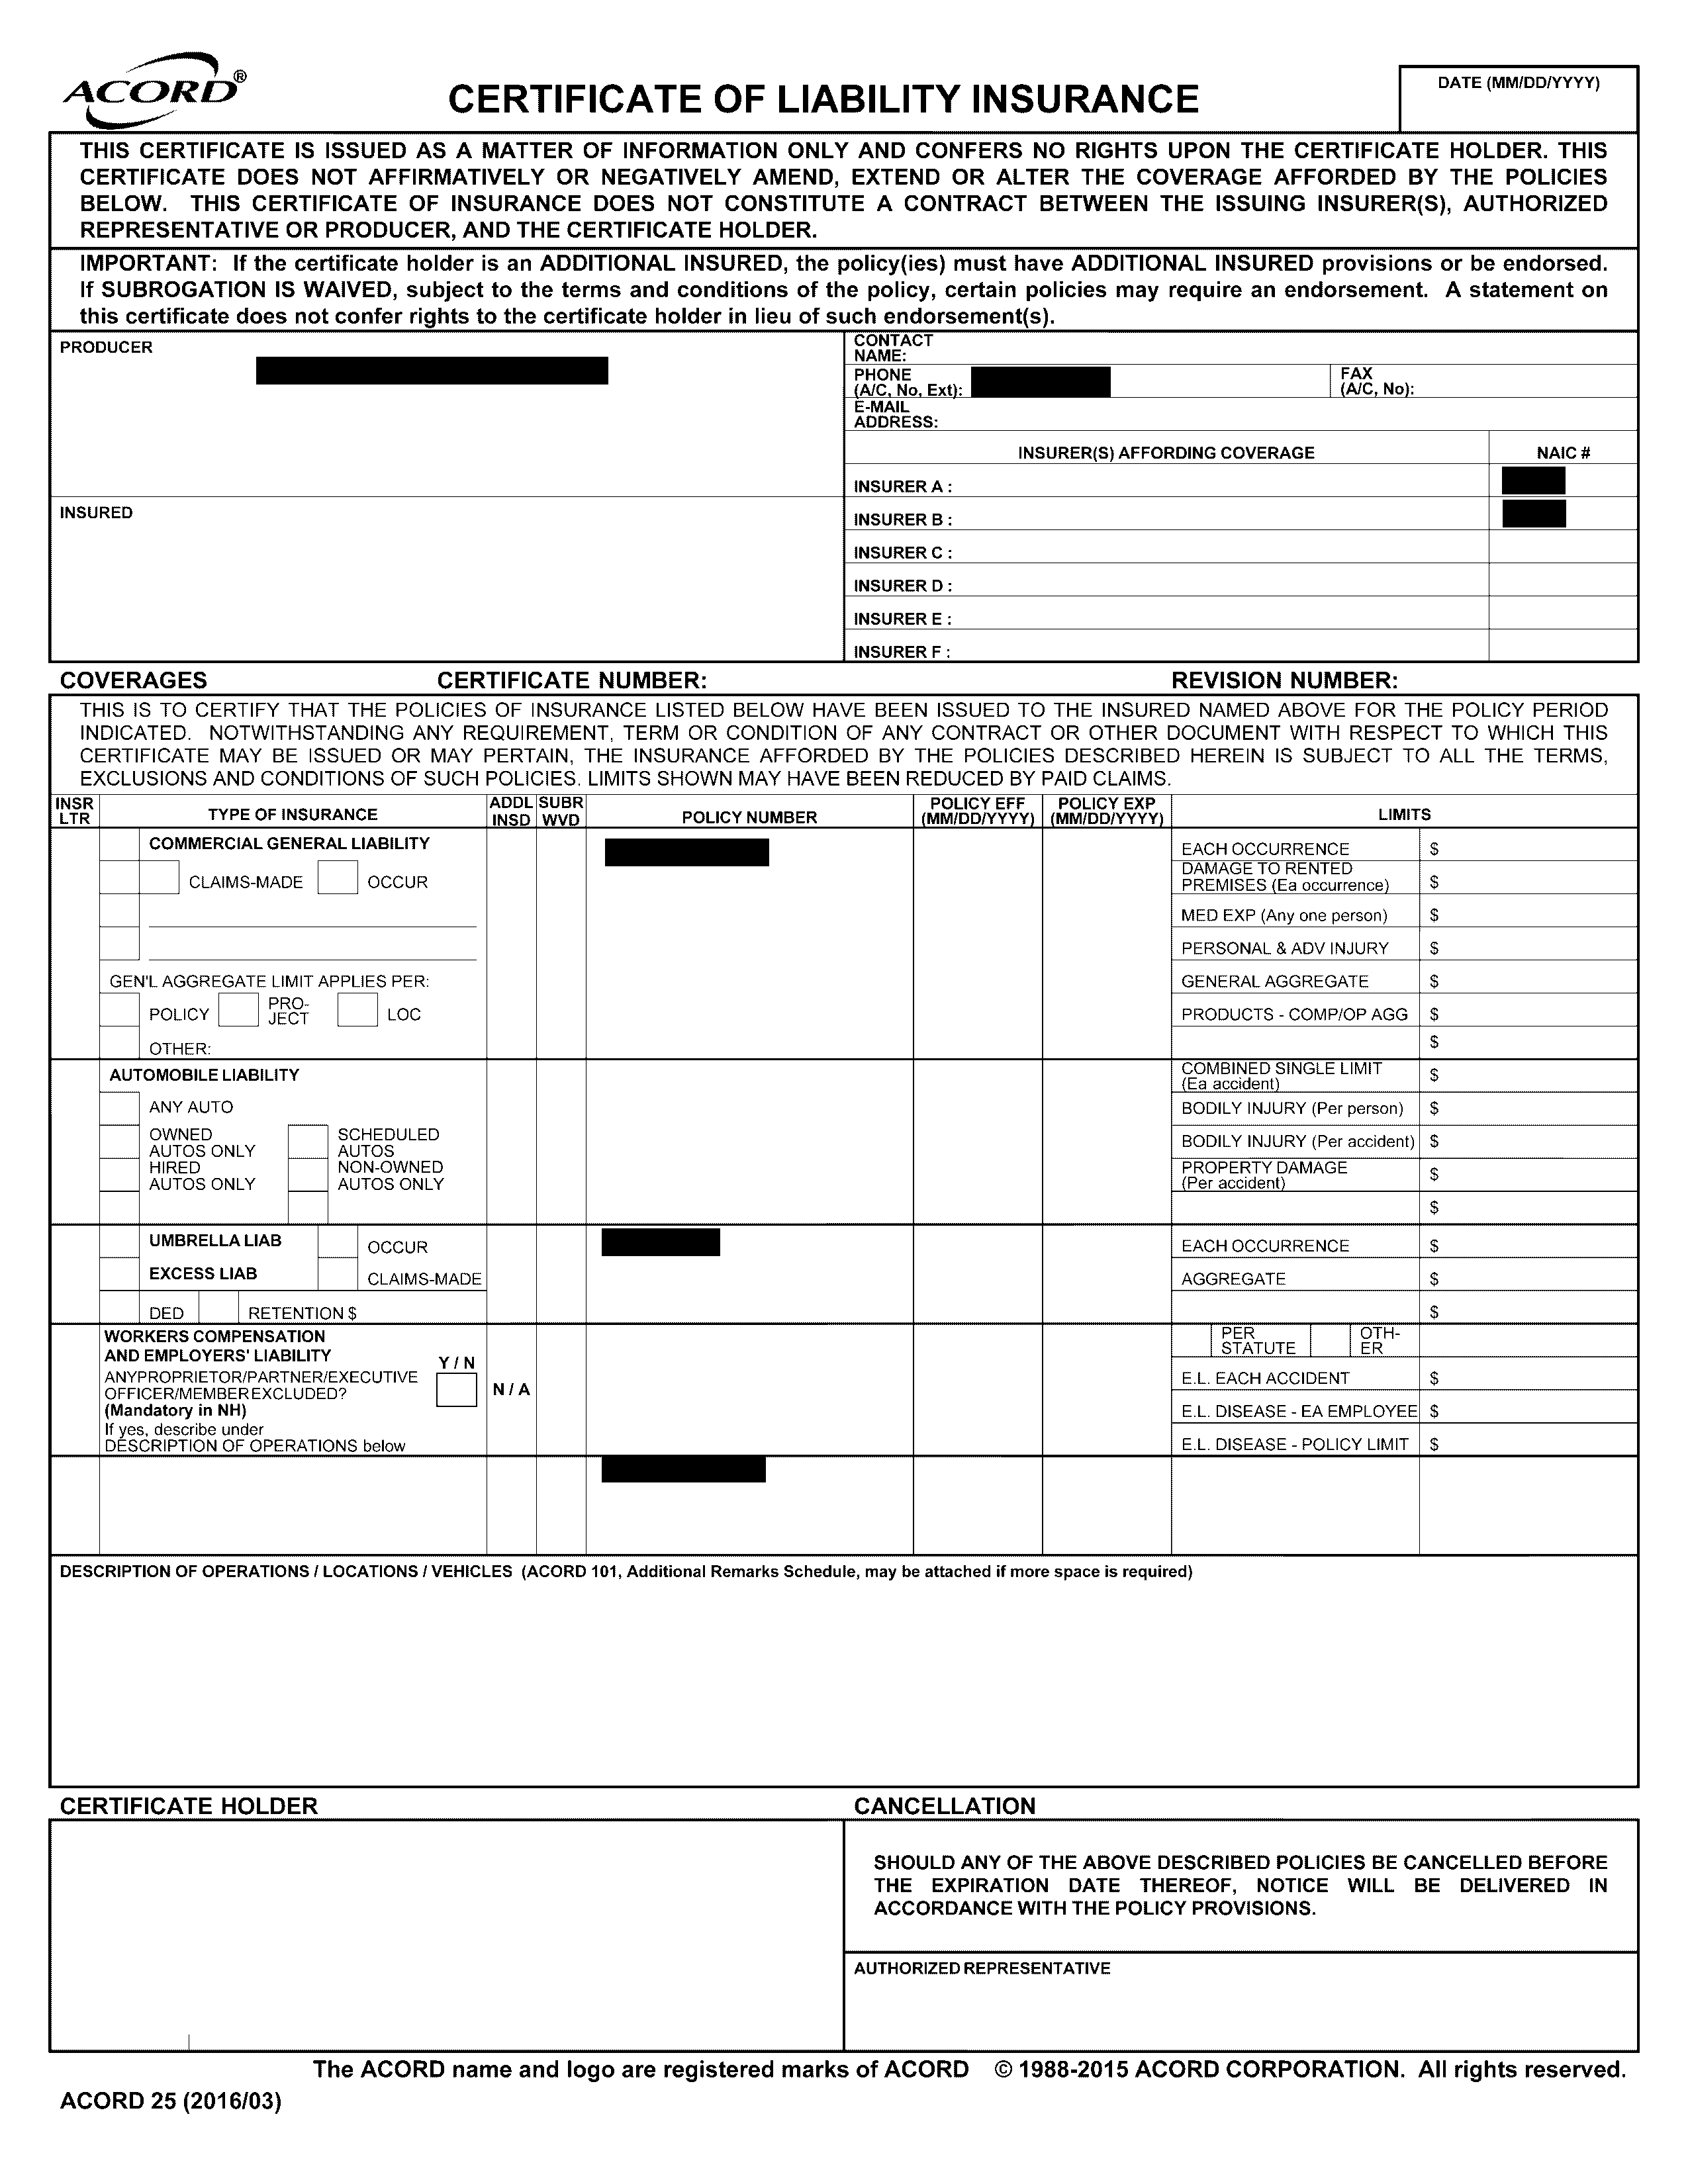 ACORD®
CERTIFICATE OF LIABILITY INSURANCE
DATE (MM/DD/YYYY)
THIS CERTIFICATE IS ISSUED AS A MATTER OF INFORMATION ONLY AND CONFERS NO RIGHTS UPON THE CERTIFICATE HOLDER. THIS
CERTIFICATE DOES NOT AFFIRMATIVELY OR NEGATIVELY AMEND, EXTEND OR ALTER THE COVERAGE AFFORDED BY THE POLICIES
BELOW. THIS CERTIFICATE OF INSURANCE DOES NOT CONSTITUTE A CONTRACT BETWEEN THE ISSUING INSURER(S), AUTHORIZED
REPRESENTATIVE OR PRODUCER, AND THE CERTIFICATE HOLDER.
IMPORTANT: If the certificate holder is an ADDITIONAL INSURED, the policy(ies) must have ADDITIONAL INSURED provisions or be endorsed.
If SUBROGATION IS WAIVED, subject to the terms and conditions of the policy, certain policies may require an endorsement. A statement on
this certificate does not confer rights to the certificate holder in lieu of such endorsement(s).
PRODUCER
CONTACT
NAME:
PHONE
(A/C, No, Ext):
FAX
(A/C, No):
E-MAIL
ADDRESS:
INSURER(S) AFFORDING COVERAGE
NAIC #
INSURER A :
INSURED
INSURER B :
INSURER C :
INSURER D :
INSURER E :
INSURER F :
COVERAGES
CERTIFICATE NUMBER:
REVISION NUMBER:
THIS IS TO CERTIFY THAT THE POLICIES OF INSURANCE LISTED BELOW HAVE BEEN ISSUED TO THE INSURED NAMED ABOVE FOR THE POLICY PERIOD
INDICATED. NOTWITHSTANDING ANY REQUIREMENT, TERM OR CONDITION OF ANY CONTRACT OR OTHER DOCUMENT WITH RESPECT TO WHICH THIS
CERTIFICATE MAY BE ISSUED OR MAY PERTAIN, THE INSURANCE AFFORDED BY THE POLICIES DESCRIBED HEREIN IS SUBJECT TO ALL THE TERMS,
EXCLUSIONS AND CONDITIONS OF SUCH POLICIES. LIMITS SHOWN MAY HAVE BEEN REDUCED BY PAID CLAIMS.
INSR
LTR
TYPE OF INSURANCE
ADDL
INSD
SUBR
WVD
POLICY NUMBER
POLICY EFF
(MM/DD/YYYY)
POLICY EXP
(MM/DD/YYYY)
LIMITS
COMMERCIAL GENERAL LIABILITY
CLAIMS-MADE
OCCUR
GEN'L AGGREGATE LIMIT APPLIES PER:
POLICY
PRO-
JECT
LOC
OTHER:
EACH OCCURRENCE $
DAMAGE TO RENTED
PREMISES (Ea occurrence) $
MED EXP (Any one person) $
PERSONAL & ADV INJURY $
GENERAL AGGREGATE $
PRODUCTS - COMP/OP AGG $
$
AUTOMOBILE LIABILITY
ANY AUTO
OWNED
AUTOS ONLY
SCHEDULED
AUTOS
HIRED
AUTOS ONLY
NON-OWNED
AUTOS ONLY
COMBINED SINGLE LIMIT
(Ea accident) $
BODILY INJURY (Per person) $
BODILY INJURY (Per accident) $
PROPERTY DAMAGE
(Per accident) $
$
UMBRELLA LIAB
OCCUR
EXCESS LIAB
CLAIMS-MADE
DED
RETENTION $
EACH OCCURRENCE $
AGGREGATE $
$
WORKERS COMPENSATION
AND EMPLOYERS' LIABILITY
Y / N
ANYPROPRIETOR/PARTNER/EXECUTIVE
OFFICER/MEMBEREXCLUDED?
(Mandatory in NH)
If yes, describe under
DESCRIPTION OF OPERATIONS below
N / A
PER
STATUTE
OTH-
ER
E.L. EACH ACCIDENT $
E.L. DISEASE - EA EMPLOYEE $
E.L. DISEASE - POLICY LIMIT $
DESCRIPTION OF OPERATIONS / LOCATIONS / VEHICLES (ACORD 101, Additional Remarks Schedule, may be attached if more space is required)
CERTIFICATE HOLDER
CANCELLATION
SHOULD ANY OF THE ABOVE DESCRIBED POLICIES BE CANCELLED BEFORE
THE EXPIRATION DATE THEREOF, NOTICE WILL BE DELIVERED IN
ACCORDANCE WITH THE POLICY PROVISIONS.
AUTHORIZED REPRESENTATIVE
The ACORD name and logo are registered marks of ACORD © 1988-2015 ACORD CORPORATION. All rights reserved.
ACORD 25 (2016/03)